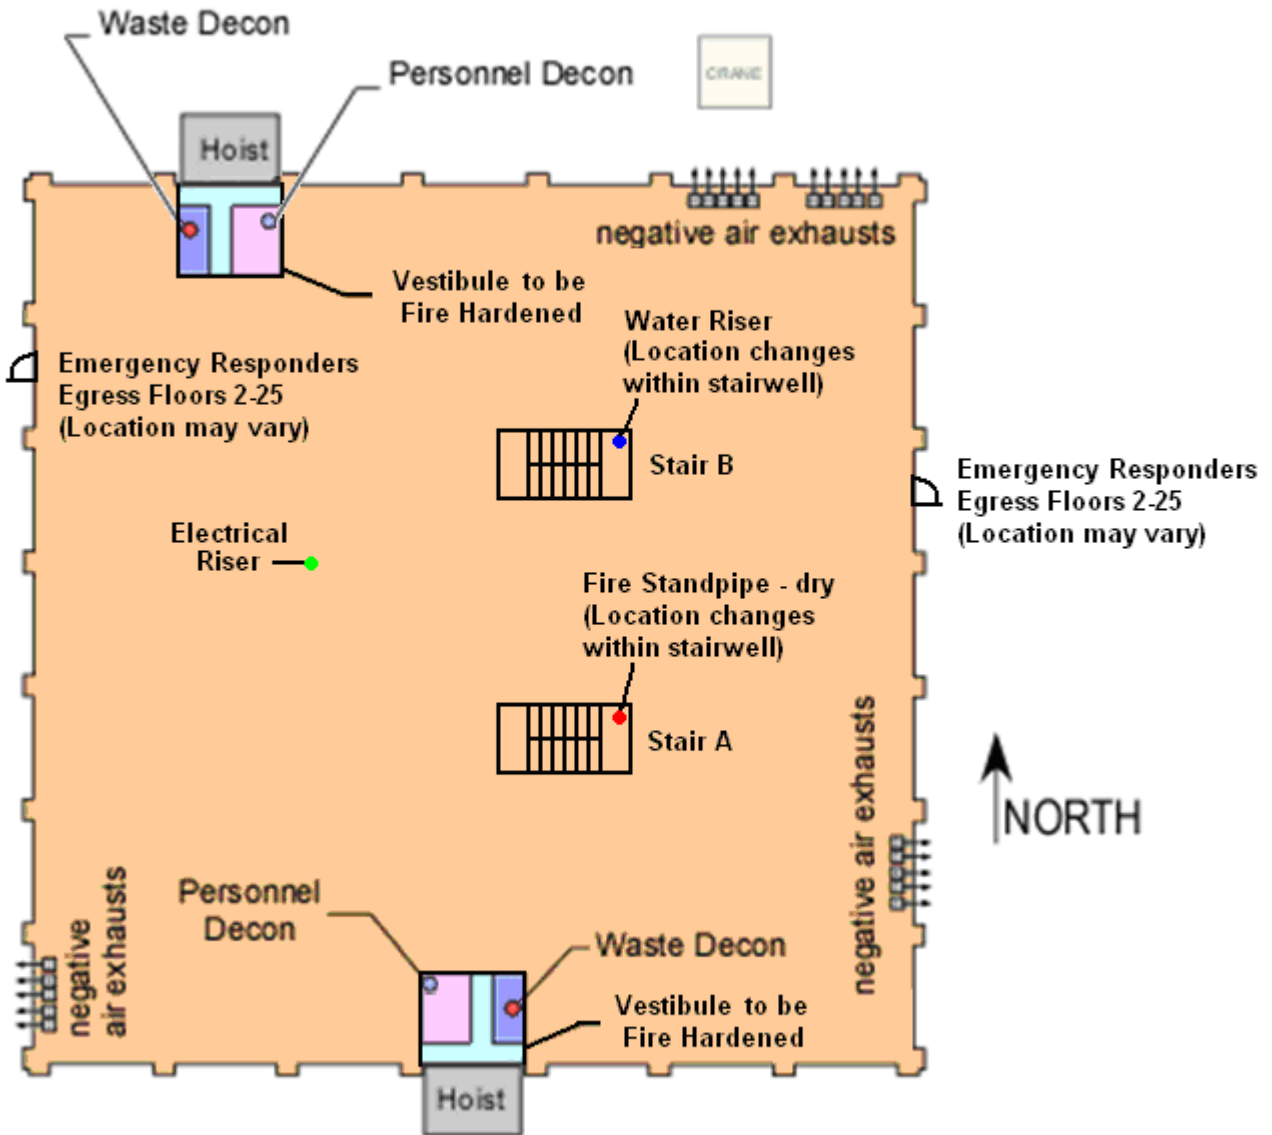 Waste Decon
Personnel Decon
CRANE
Hoist
negative air exhausts
Vestibule to be
Fire Hardened
Water Riser
(Location changes
within stairwell)
Emergency Responders
Egress Floors 2-25
(Location may vary)
Stair B
Emergency Responders
Egress Floors 2-25
(Location may vary)
Electrical
Riser
Fire Standpipe - dry
(Location changes
within stairwell)
Stair A
negative air exhausts
NORTH
negative
air exhausts
Personnel
Decon
Waste Decon
Vestibule to be
Fire Hardened
Hoist